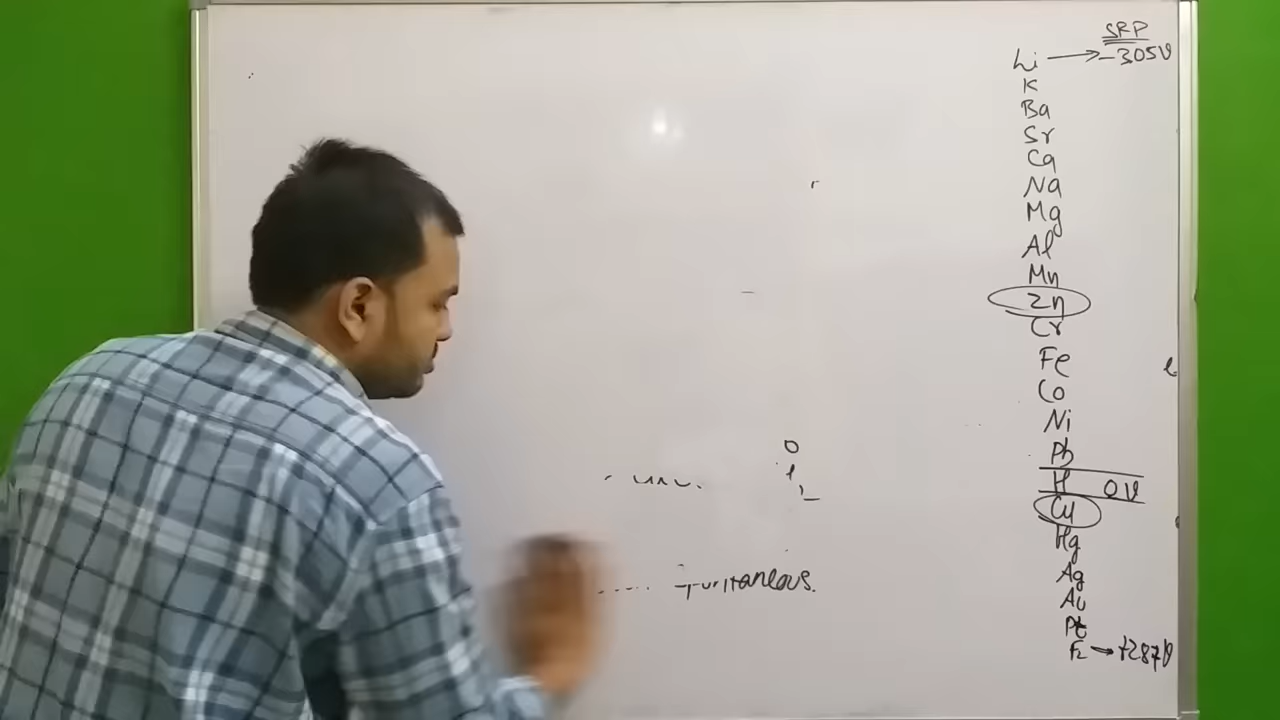 SRP
Li → -3.05V
K
Ba
Sr
Ca
Na
Mg
Al
Mn
Zn
Cr
Fe
Co
Ni
Pb
H 0V
Cu
Hg
Ag
Au
Pt
F2 → +2.87V